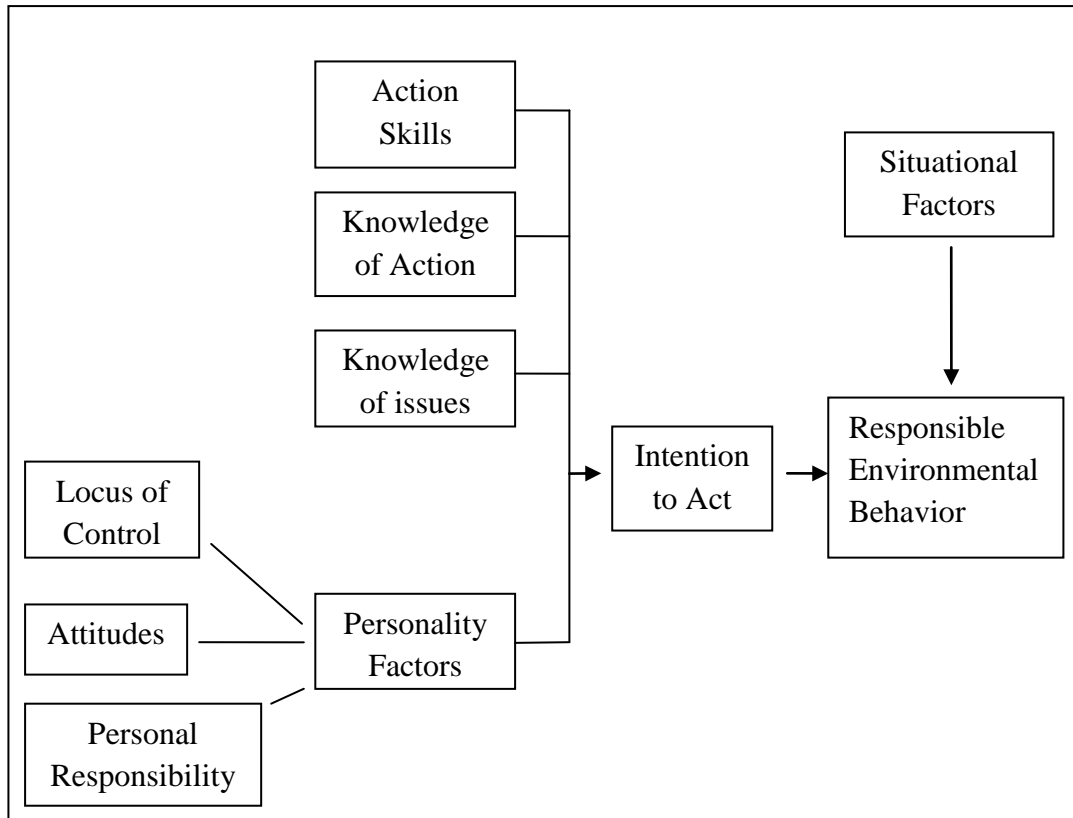 Action
Skills
Situational
Factors
Knowledge
of Action
Knowledge
of issues
Responsible
Environmental
Behavior
Intention
to Act
Locus of
Control
Attitudes
Personality
Factors
Personal
Responsibility